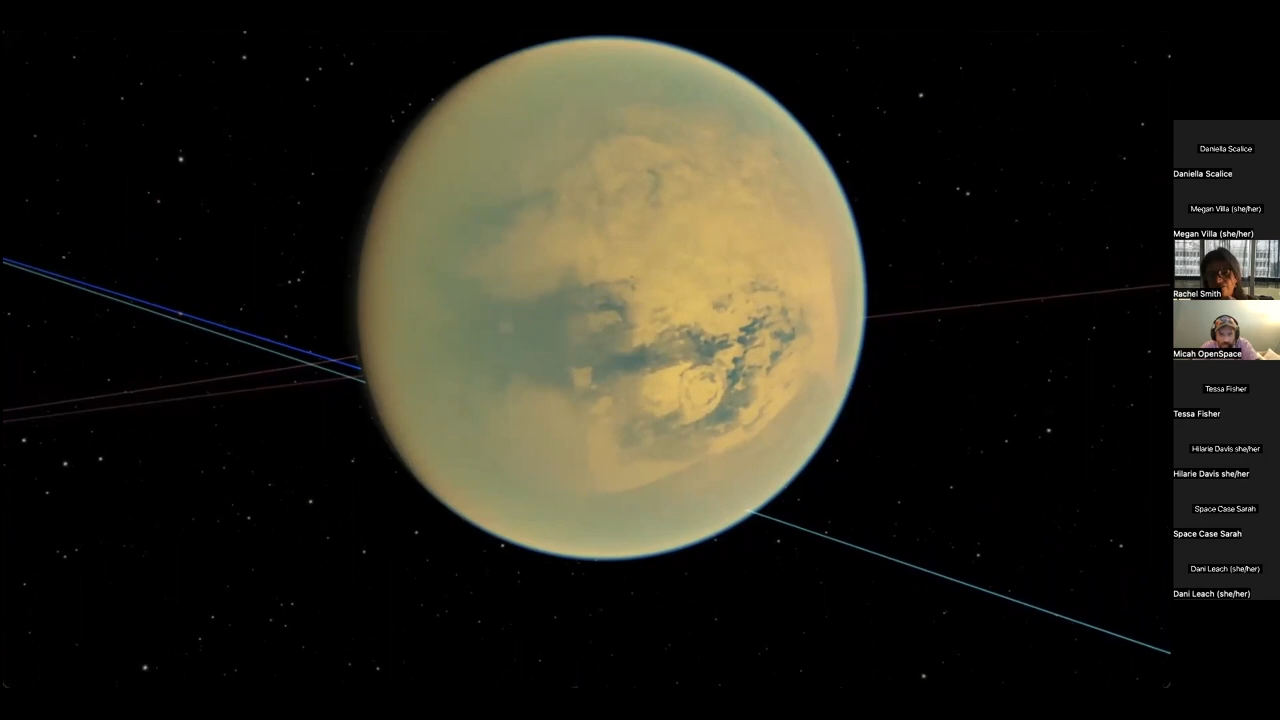 Daniella Scalice
Daniella Scalice
Megan Villa (she/her)
Megan Villa (she/her)
Rachel Smith
Micah OpenSpace
Tessa Fisher
Tessa Fisher
Hilarie Davis she/her
Hilarie Davis she/her
Space Case Sarah
Space Case Sarah
Dani Leach (she/her)
Dani Leach (she/her)